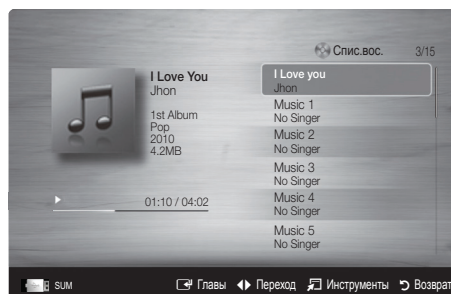 Спис.вос. 3/15
I Love You
Jhon
1st Album
Pop
2010
4.2MB
01:10 / 04:02
I Love you
Jhon
Music 1
No Singer
Music 2
No Singer
Music 3
No Singer
Music 4
No Singer
Music 5
No Singer
SUM Главы Переход Инструменты Возврат